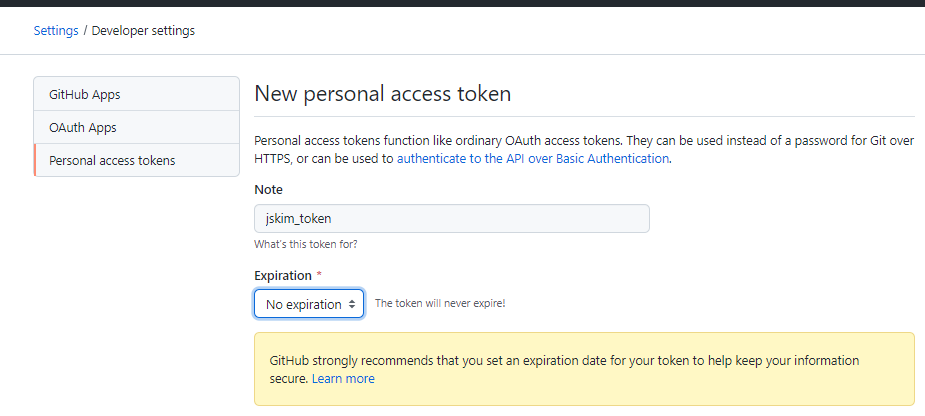 Settings / Developer settings
GitHub Apps
OAuth Apps
Personal access tokens
New personal access token
Personal access tokens function like ordinary OAuth access tokens. They can be used instead of a password for Git over
HTTPS, or can be used to authenticate to the API over Basic Authentication.
Note
jskim_token
What's this token for?
Expiration *
No expiration The token will never expire!
GitHub strongly recommends that you set an expiration date for your token to help keep your information
secure. Learn more